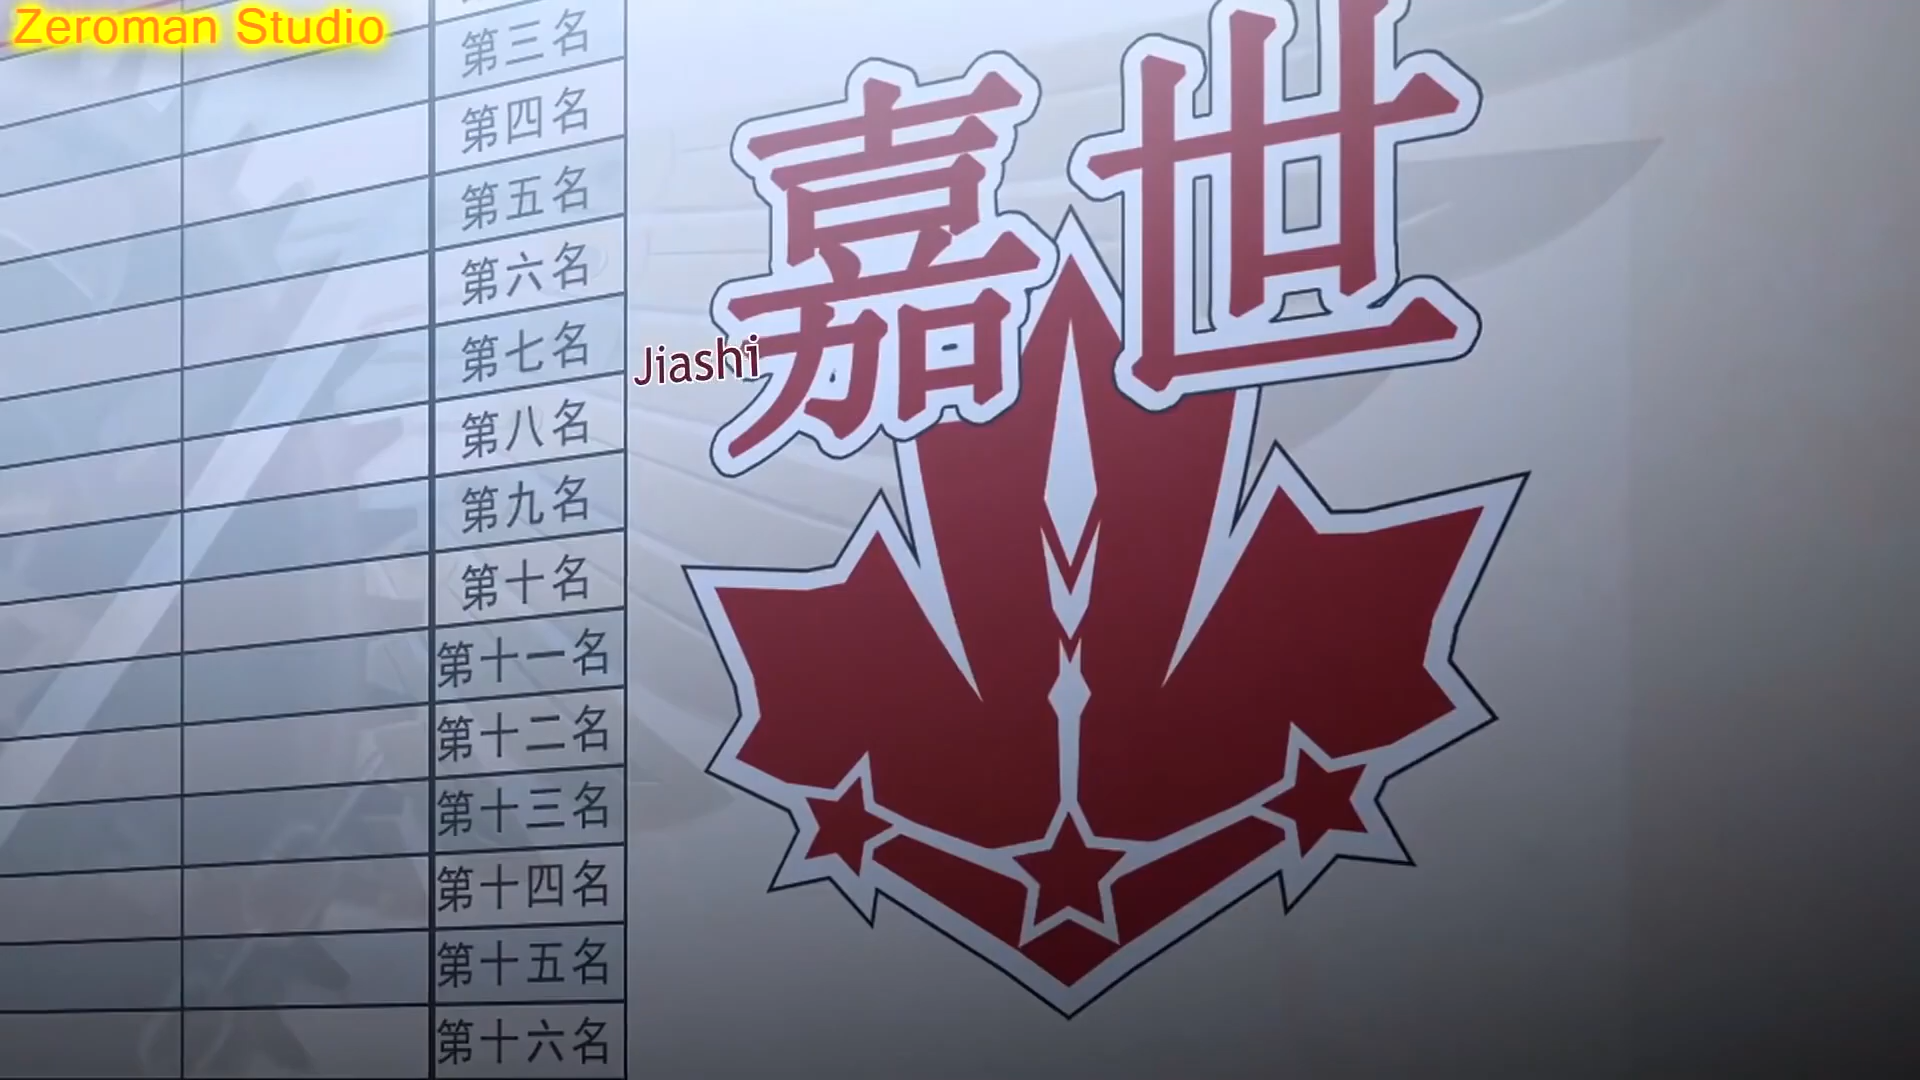 Zeroman Studio
第三名
第四名
第五名
第六名
第七名
第八名
第九名
第十名
第十一名
第十二名
第十三名
第十四名
第十五名
第十六名
嘉世
Jiashi